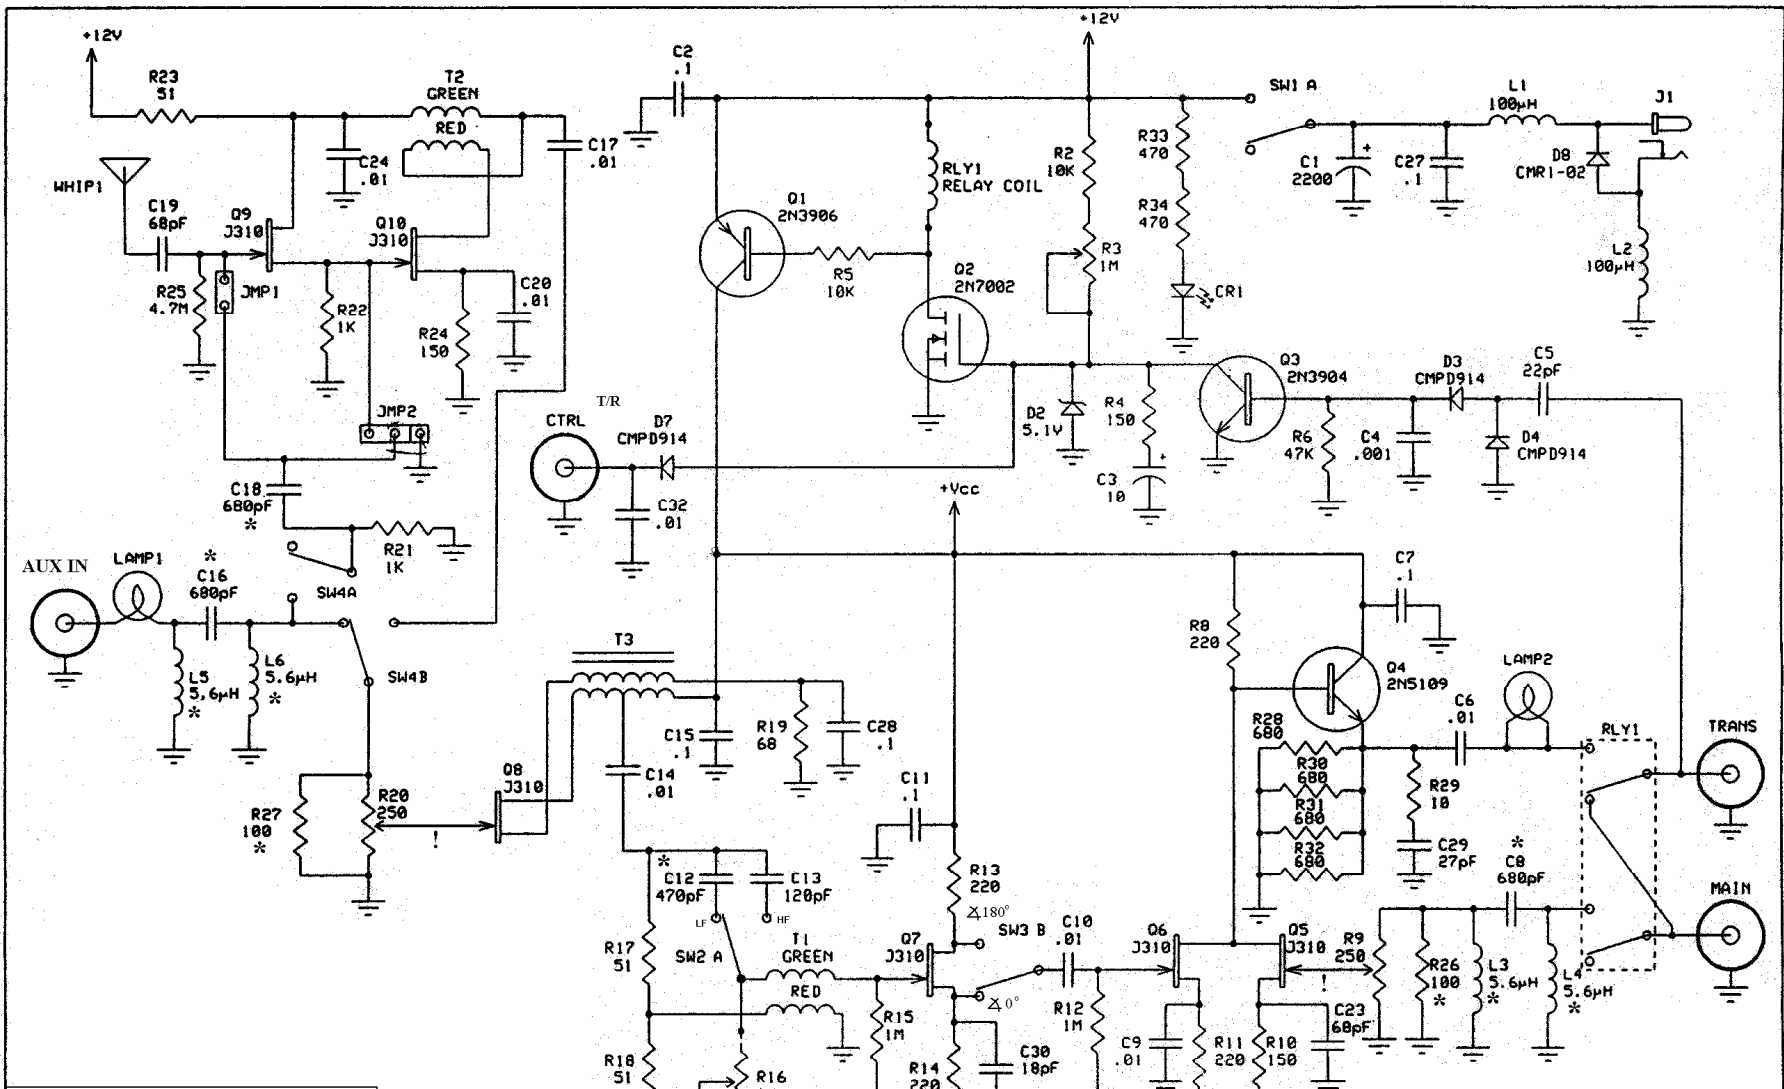 +12V
R23
51
T2
GREEN
RED
C17
.01
C24
.01
WHIP1
C19
68pF
Q9
J310
Q10
J310
R25
4.7M
JMP1
R22
1K
R24
150
C20
.01
JMP2
C18
680pF
*
R21
1K
SW4A
SW4B
AUX IN
LAMP1
*
C16
680pF
L5
5.6µH
*
L6
5.6µH
*
R27
100
*
R20
250
!
Q8
J310
T3
C14
.01
C15
.1
R19
68
C28
.1
C2
.1
+12V
Q1
2N3906
R5
10K
RLY1
RELAY COIL
Q2
2N7002
R2
10K
R3
1M
R33
470
R34
470
CR1
SW1 A
C1
2200
+
C27
.1
L1
100µH
J1
D8
CMR1-02
L2
100µH
T/R
CTRL
D7
CMPD914
C32
.01
D2
5.1V
R4
150
C3
10
+
Q3
2N3904
R6
47K
C4
.001
D3
CMPD914
D4
CMPD914
C5
22pF
+Vcc
C7
.1
R8
220
Q4
2N5109
R28
680
R30
680
R31
680
R32
680
R29
10
C29
27pF
C6
.01
LAMP2
RLY1
TRANS
MAIN
*
C8
680pF
C11
.1
R13
220
∡180°
SW3 B
∡0°
C10
.01
Q7
J310
*
C12
470pF
C13
120pF
LF
HF
SW2 A
T1
GREEN
RED
R17
51
R18
51
R16
R15
1M
R14
220
C30
18pF
R12
1M
Q6
J310
Q5
J310
!
C9
.01
R11
220
R10
150
C23
68pF
R9
250
R26
100
*
L3
5.6µH
*
L4
5.6µH
*